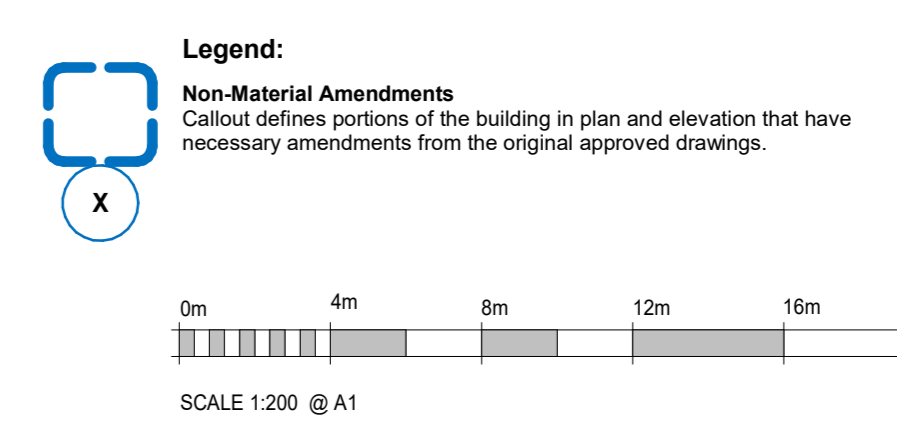 Legend:
Non-Material Amendments
Callout defines portions of the building in plan and elevation that have
necessary amendments from the original approved drawings.
X
0m 4m 8m 12m 16m
SCALE 1:200 @ A1